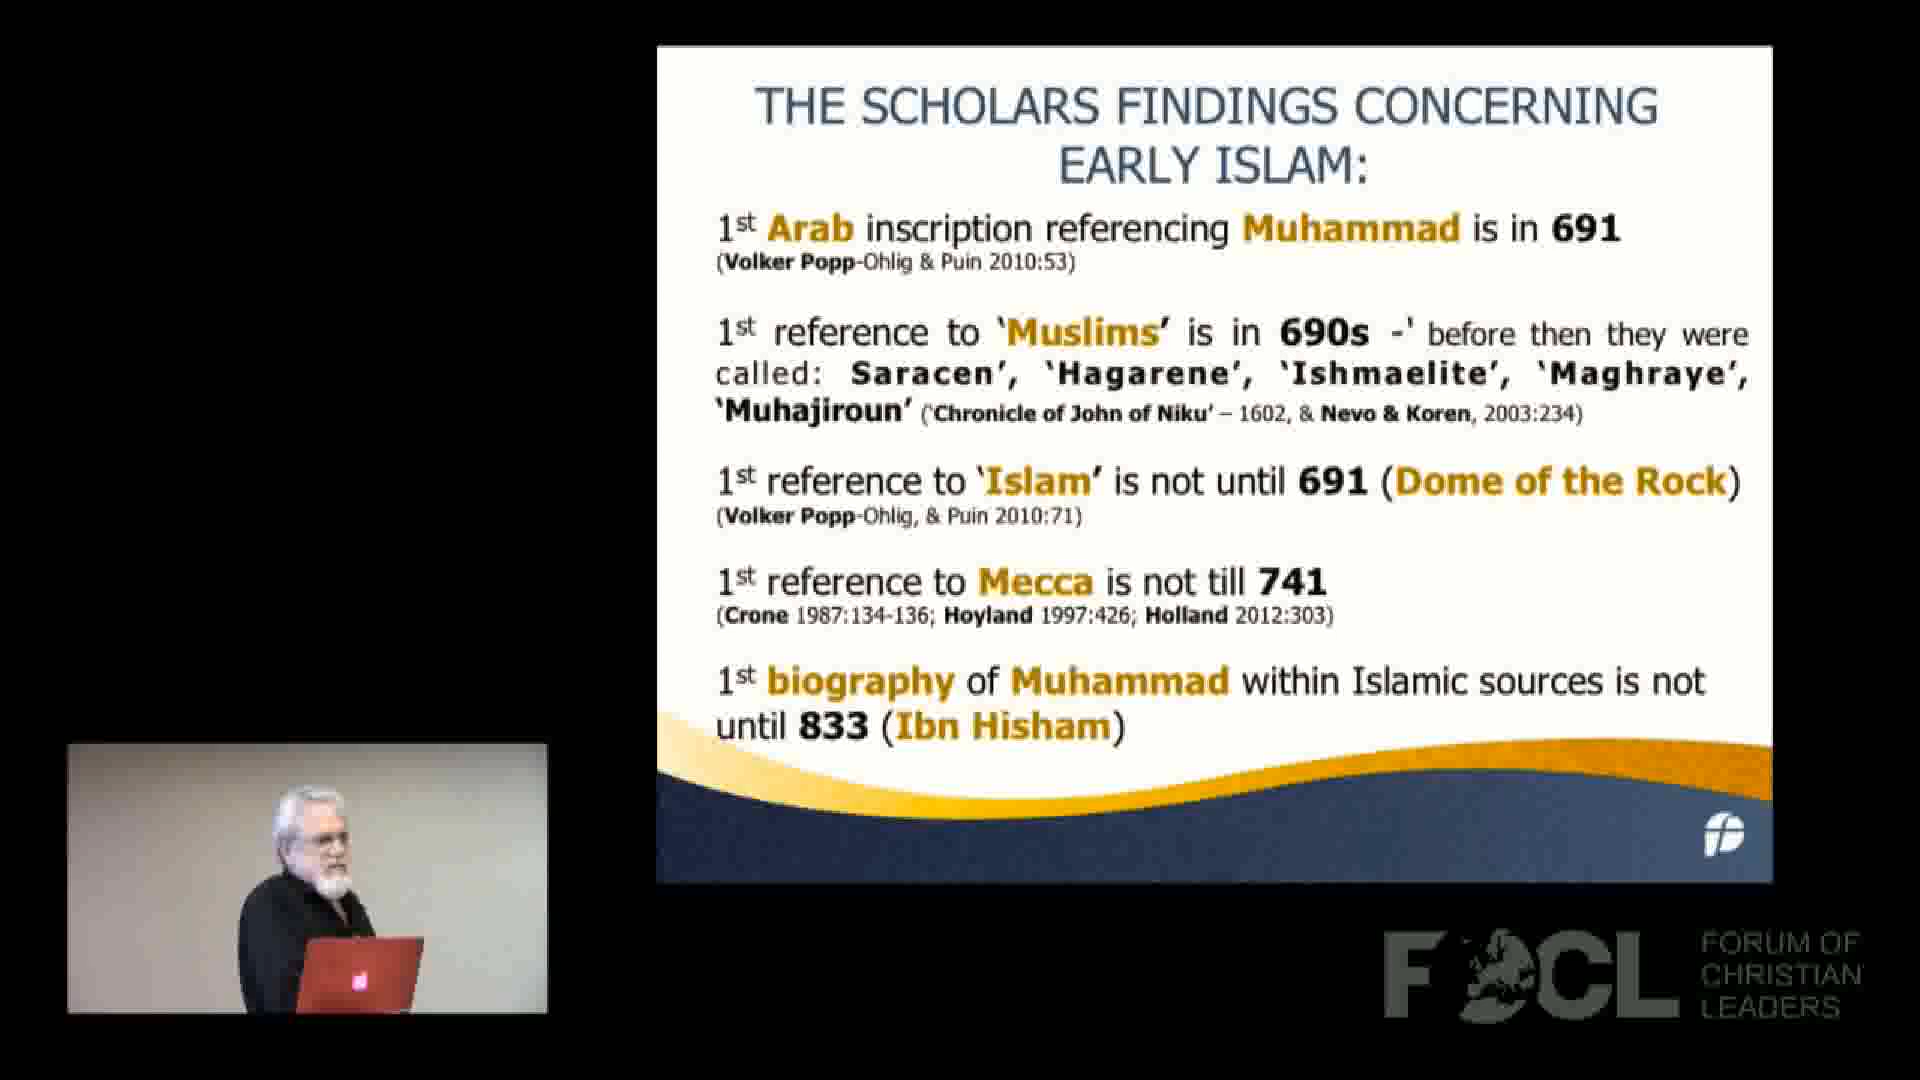 THE SCHOLARS FINDINGS CONCERNING
EARLY ISLAM:
1st Arab inscription referencing Muhammad is in 691
(Volker Popp-Ohlig & Puin 2010:53)
1st reference to ‘Muslims’ is in 690s -' before then they were
called: Saracen’, ‘Hagarene’, ‘Ishmaelite’, ‘Maghraye’,
‘Muhajiroun’ (‘Chronicle of John of Niku’ – 1602, & Nevo & Koren, 2003:234)
1st reference to ‘Islam’ is not until 691 (Dome of the Rock)
(Volker Popp-Ohlig, & Puin 2010:71)
1st reference to Mecca is not till 741
(Crone 1987:134-136; Hoyland 1997:426; Holland 2012:303)
1st biography of Muhammad within Islamic sources is not
until 833 (Ibn Hisham)
FOCL
FORUM OF
CHRISTIAN
LEADERS